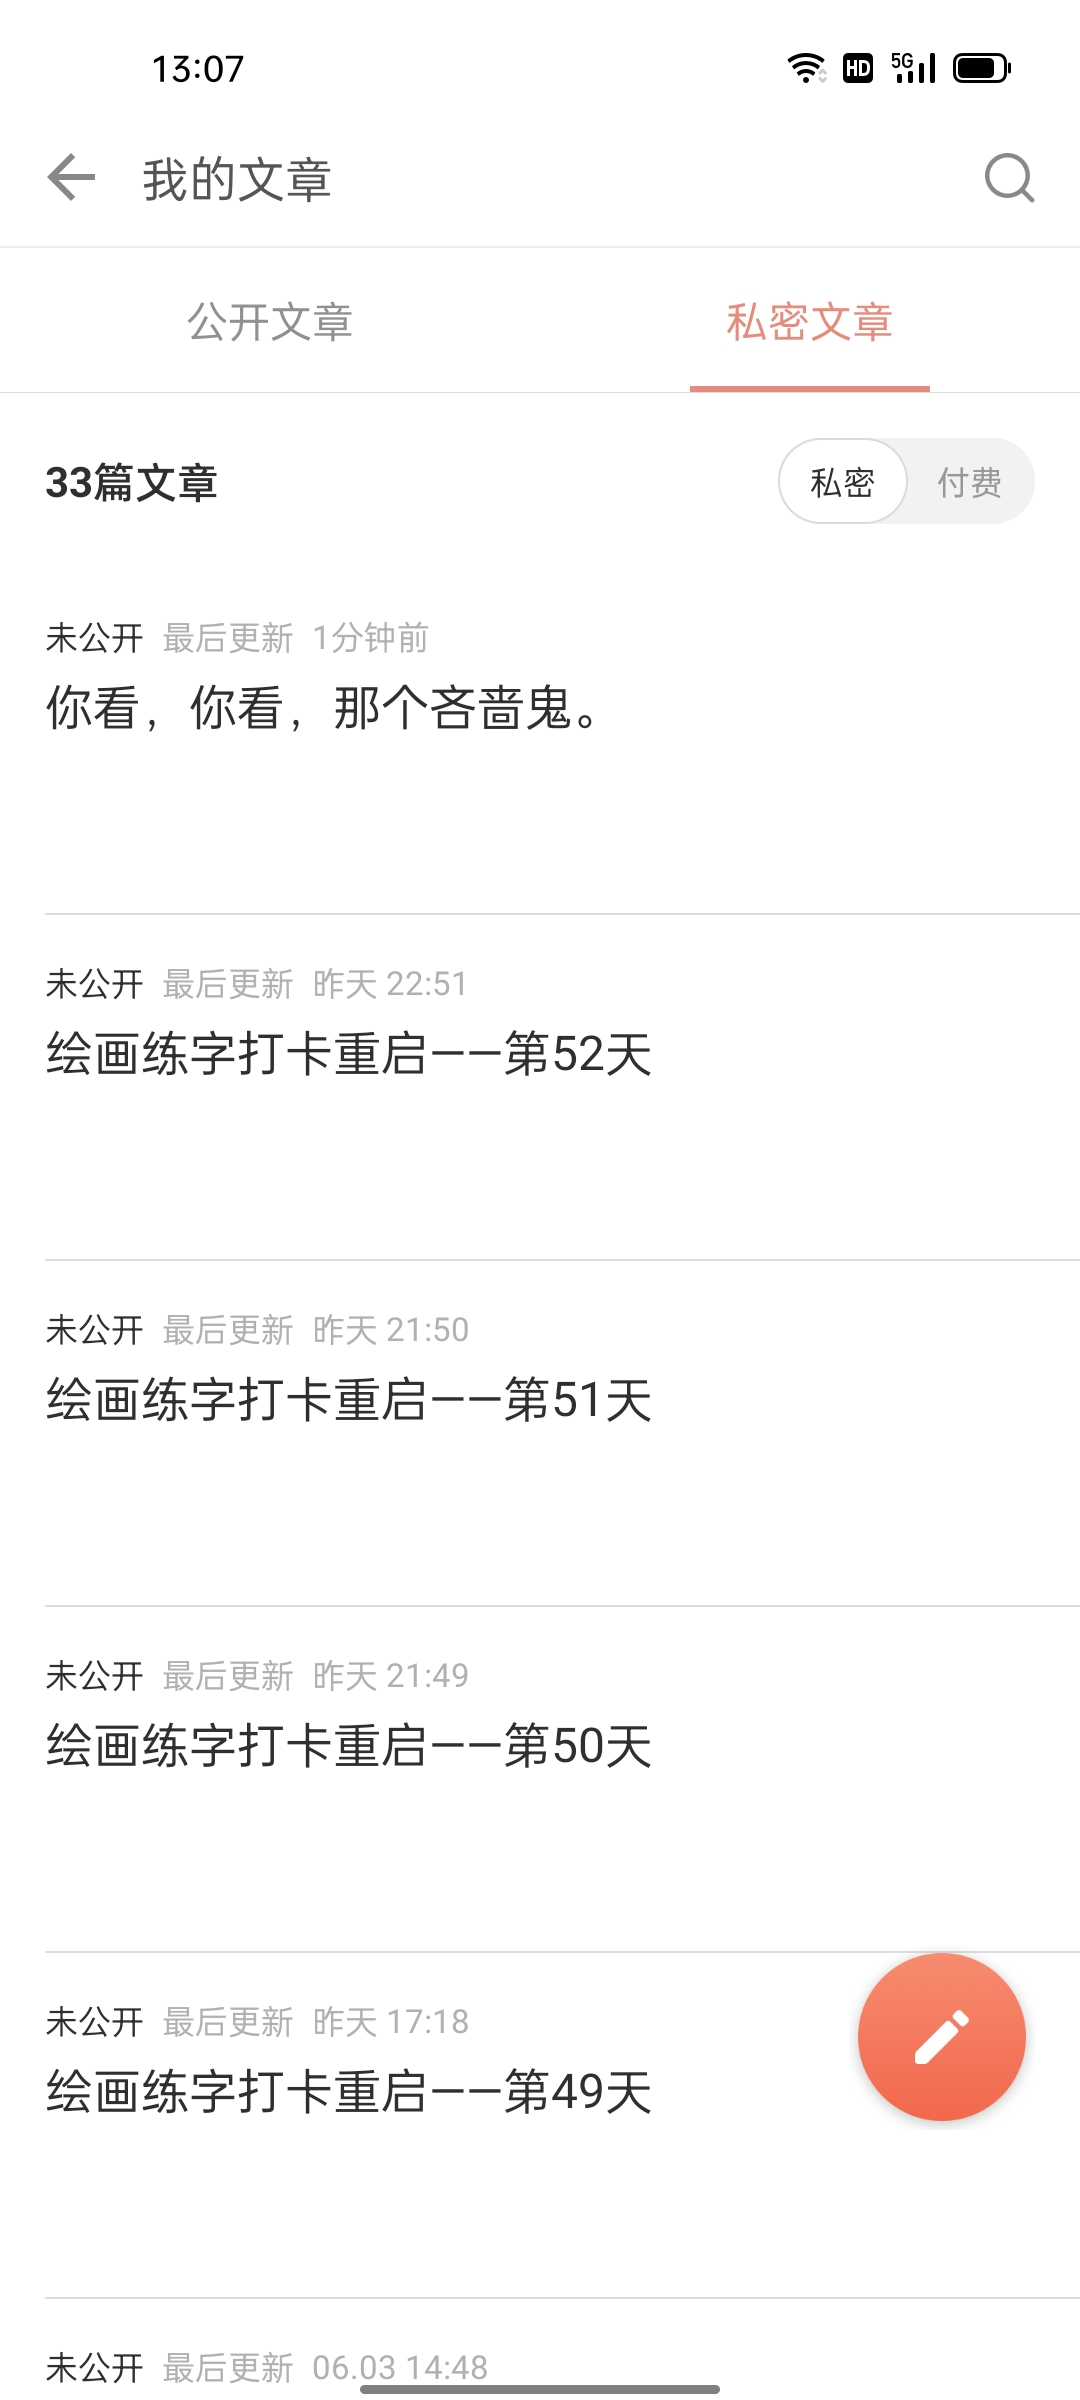 13:07 HD 5G
我的文章
公开文章 私密文章
33篇文章 私密 付费
未公开 最后更新 1分钟前
你看，你看，那个吝啬鬼。
未公开 最后更新 昨天 22:51
绘画练字打卡重启——第52天
未公开 最后更新 昨天 21:50
绘画练字打卡重启——第51天
未公开 最后更新 昨天 21:49
绘画练字打卡重启——第50天
未公开 最后更新 昨天 17:18
绘画练字打卡重启——第49天
未公开 最后更新 06.03 14:48